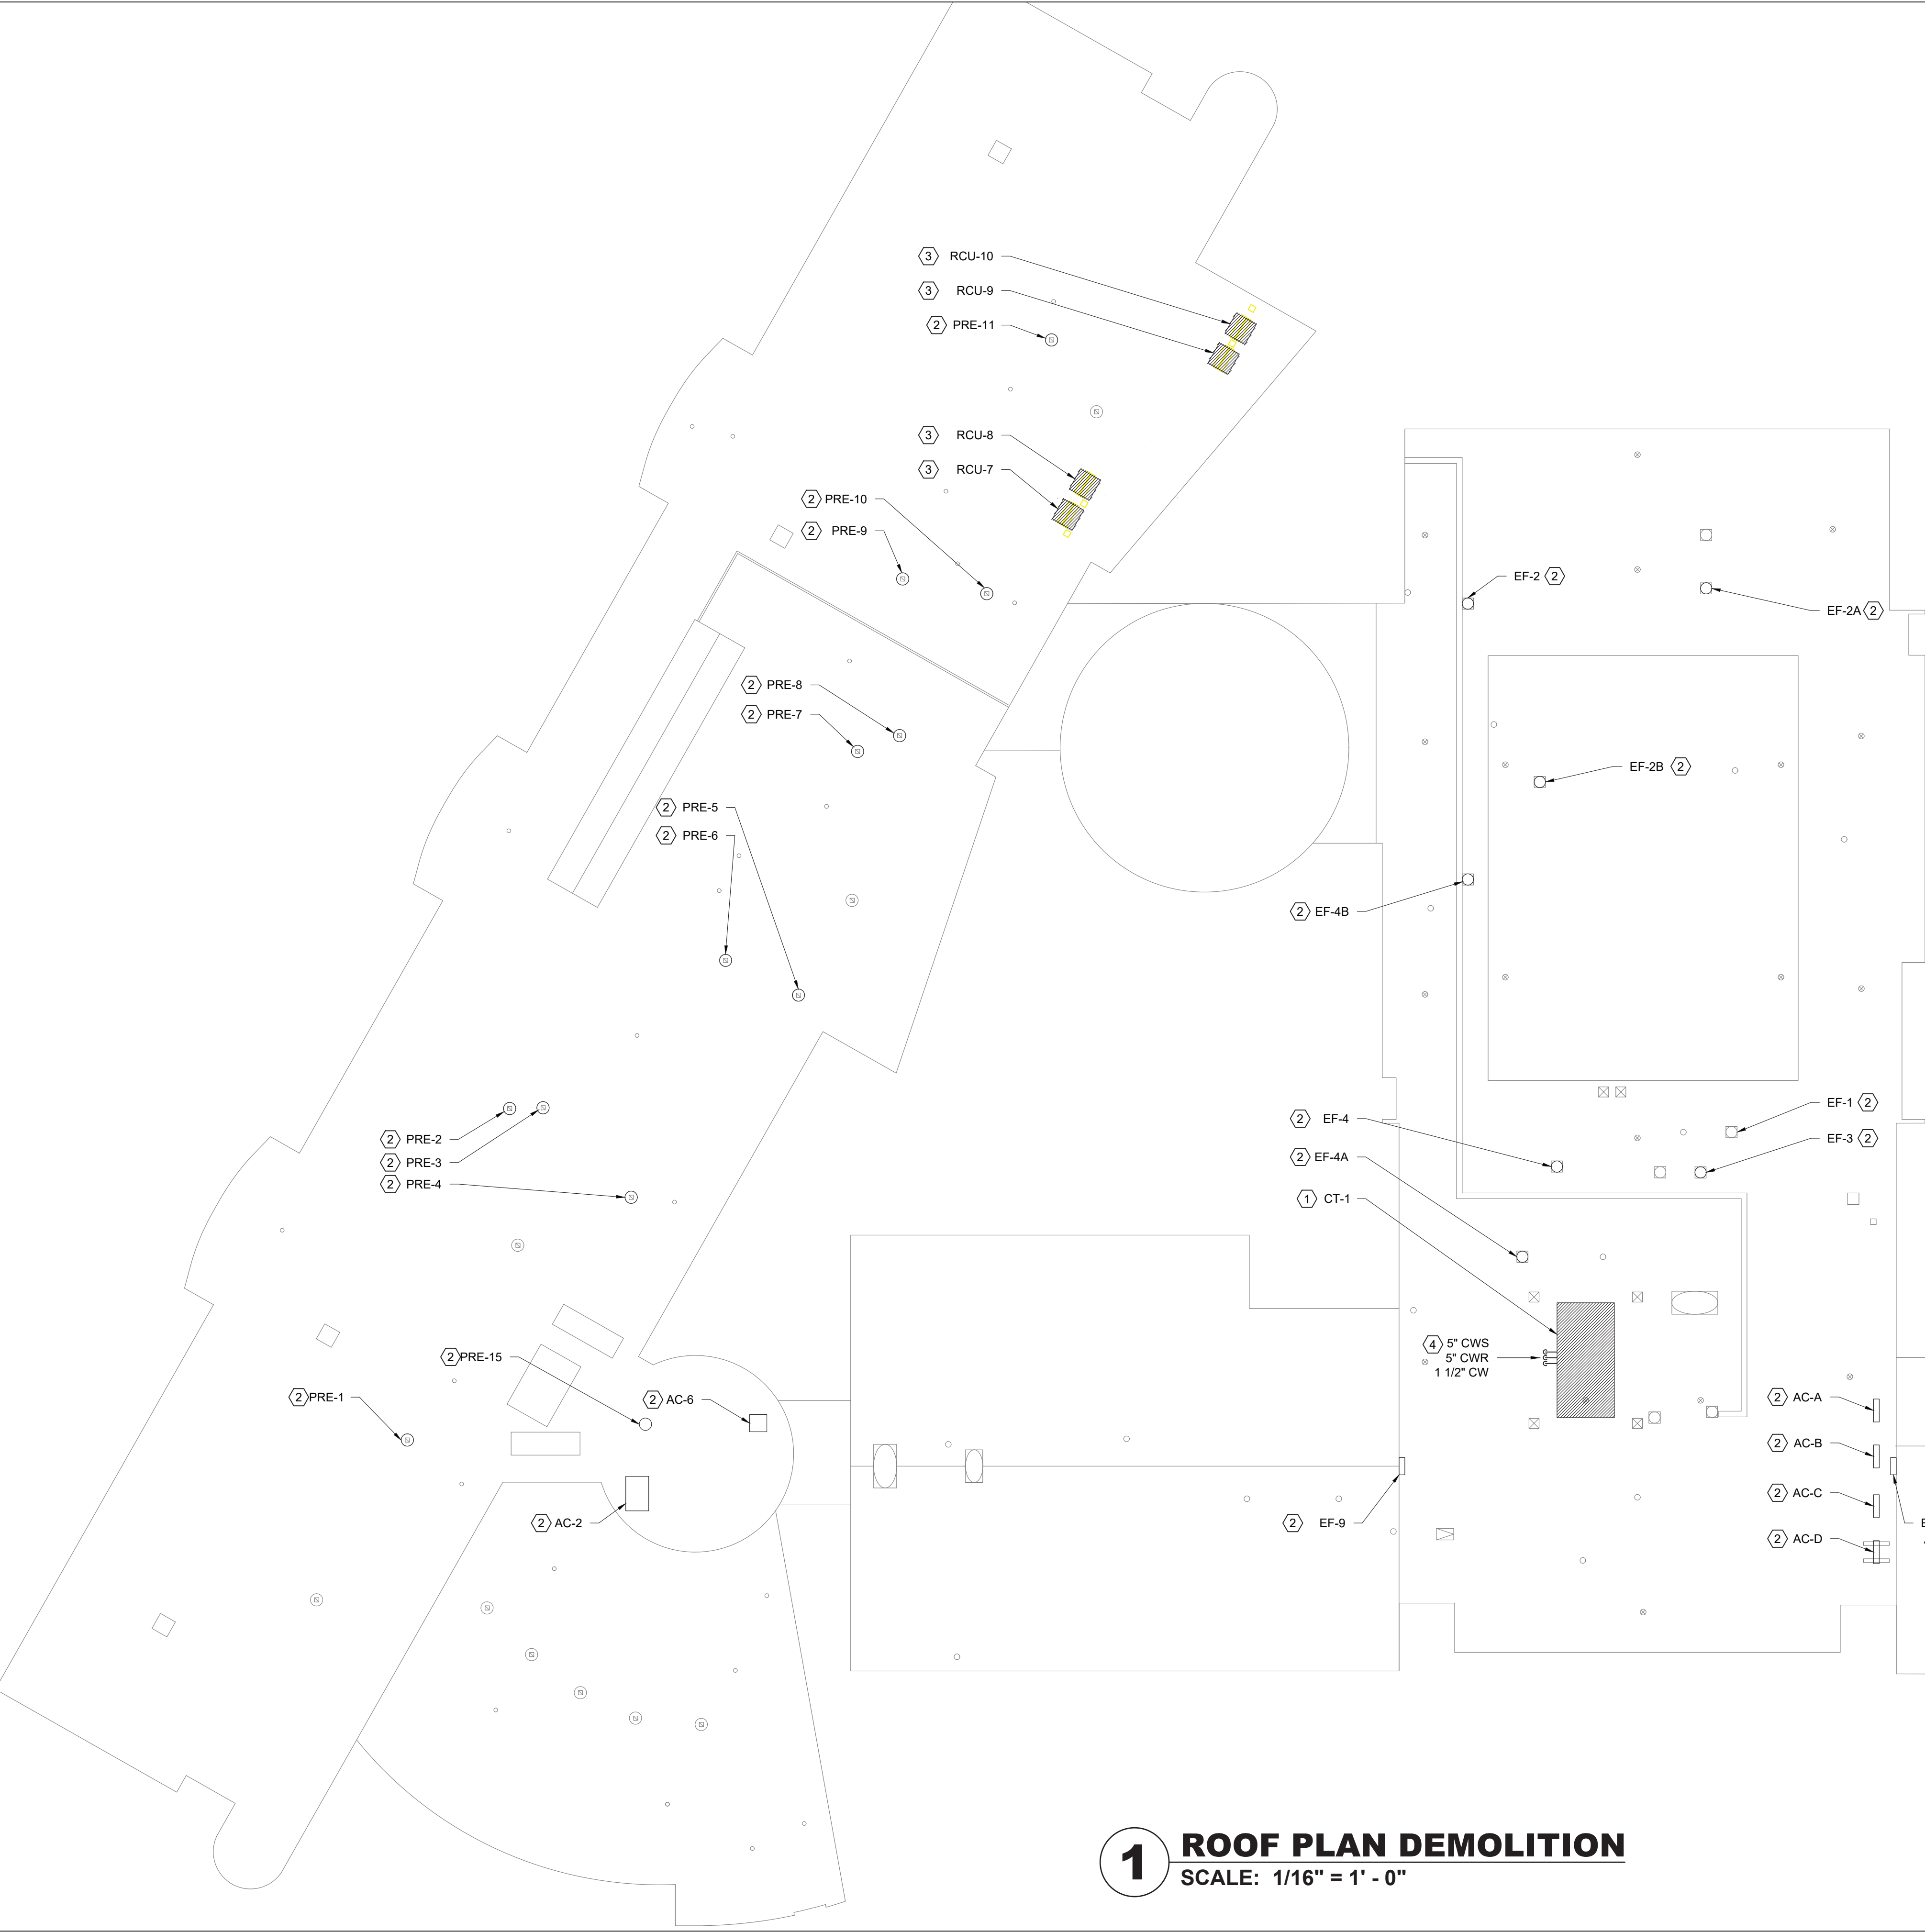 3 RCU-10
3 RCU-9
2 PRE-11
3 RCU-8
3 RCU-7
2 PRE-10
2 PRE-9
EF-2 2
EF-2A 2
2 PRE-8
2 PRE-7
EF-2B 2
2 PRE-5
2 PRE-6
2 EF-4B
EF-1 2
2 EF-4
EF-3 2
2 PRE-2
2 EF-4A
2 PRE-3
2 PRE-4
1 CT-1
4 5" CWS
5" CWR
1 1/2" CW
2 PRE-15
2 PRE-1
2 AC-6
2 AC-A
2 AC-B
2 AC-C
2 AC-2
2 EF-9
2 AC-D
1 ROOF PLAN DEMOLITION
SCALE: 1/16" = 1' - 0"